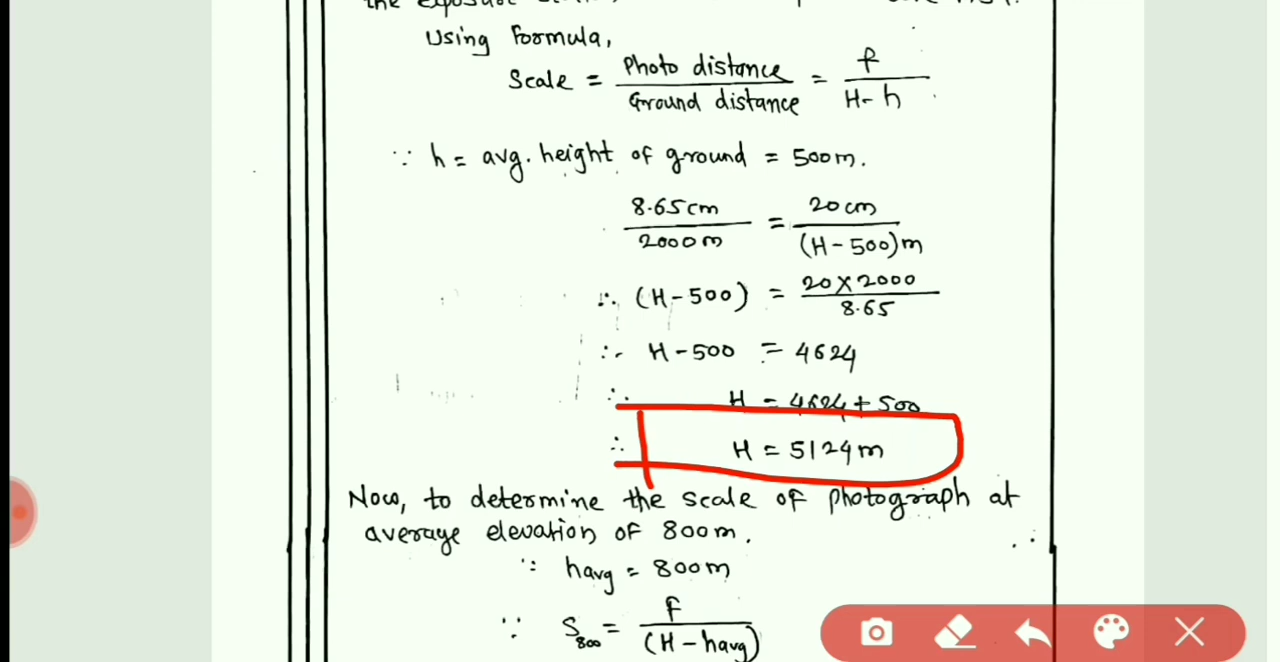 the exposure
Using Formula,
Scale = Photo distance / Ground distance = f / H-h
∵ h = avg. height of ground = 500m.
8.65cm / 2000m = 20cm / (H-500)m
∴ (H-500) = 20×2000 / 8.65
∴ H-500 = 4624
∴ H = 4624+500
∴ H = 5124m
Now, to determine the scale of photograph at
average elevation of 800m.
∵ havg = 800m
∵ S800 = f / (H-havg)